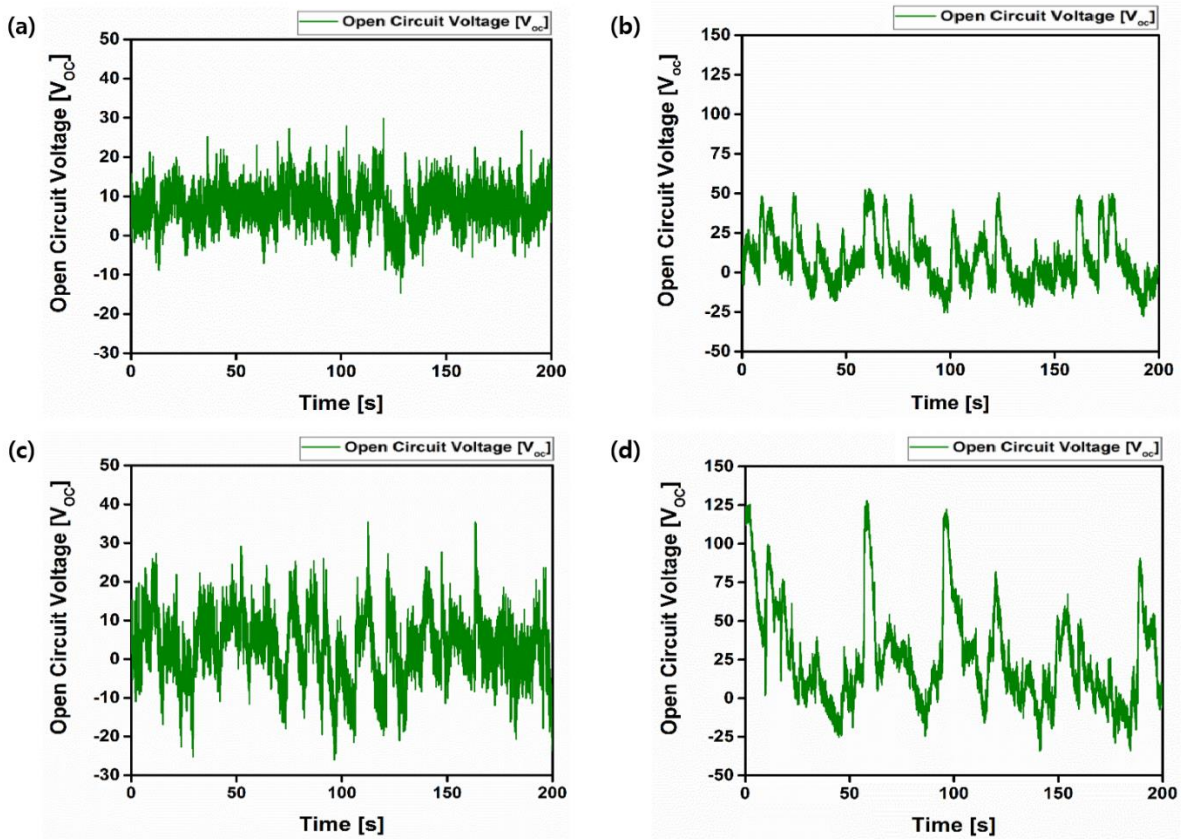 (a)
Open Circuit Voltage [Voc]
Open Circuit Voltage [VOC]
50
40
30
20
10
0
-10
-20
-30
0 50 100 150 200
Time [s]
(b)
Open Circuit Voltage [Voc]
Open Circuit Voltage [Voc]
150
125
100
75
50
25
0
-25
-50
0 50 100 150 200
Time [s]
(c)
Open Circuit Voltage [Voc]
Open Circuit Voltage [VOC]
50
40
30
20
10
0
-10
-20
-30
0 50 100 150 200
Time [s]
(d)
Open Circuit Voltage [Voc]
Open Circuit Voltage [VOC]
150
125
100
75
50
25
0
-25
-50
0 50 100 150 200
Time [s]